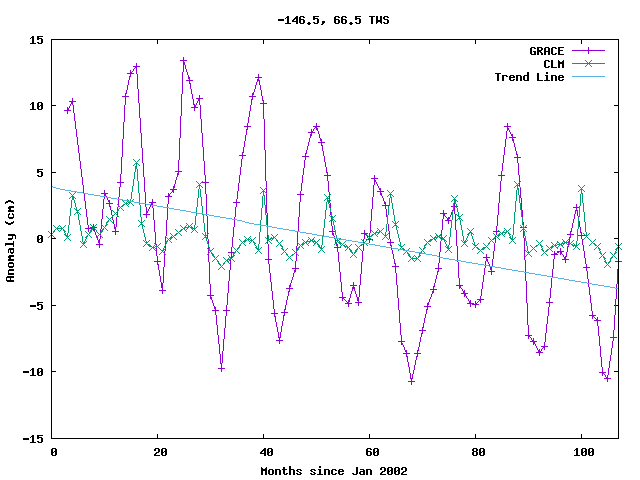 -146.5, 66.5 TWS
GRACE
CLM
Trend Line
15
10
5
0
-5
-10
-15
Anomaly (cm)
0 20 40 60 80 100
Months since Jan 2002